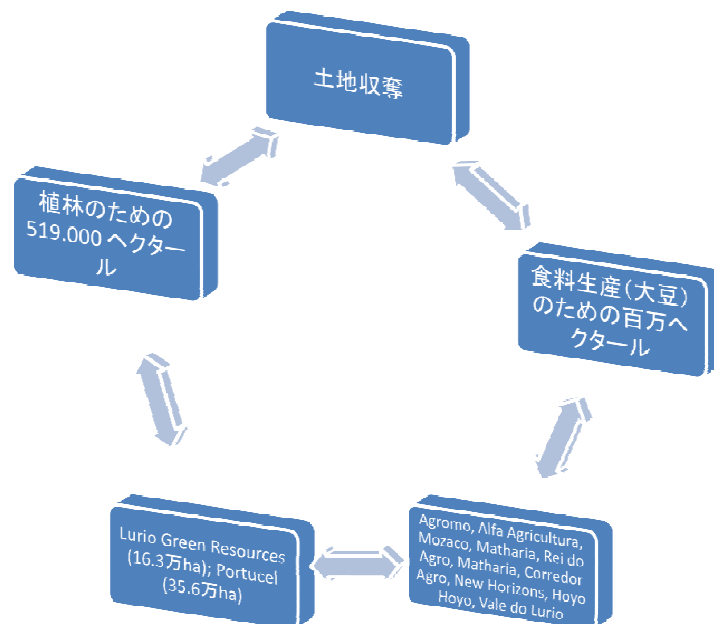 土地収奪
植林のための
519.000 ヘクター
ル
食料生産（大豆）
のための百万ヘ
クタール
Lurio Green Resources
(16.3万ha); Portucel
(35.6万ha)
Agromo, Alfa Agricultura,
Mozaco, Matharia, Rei do
Agro, Matharia, Corredor
Agro, New Horizons, Hoyo
Hoyo, Vale do Lurio